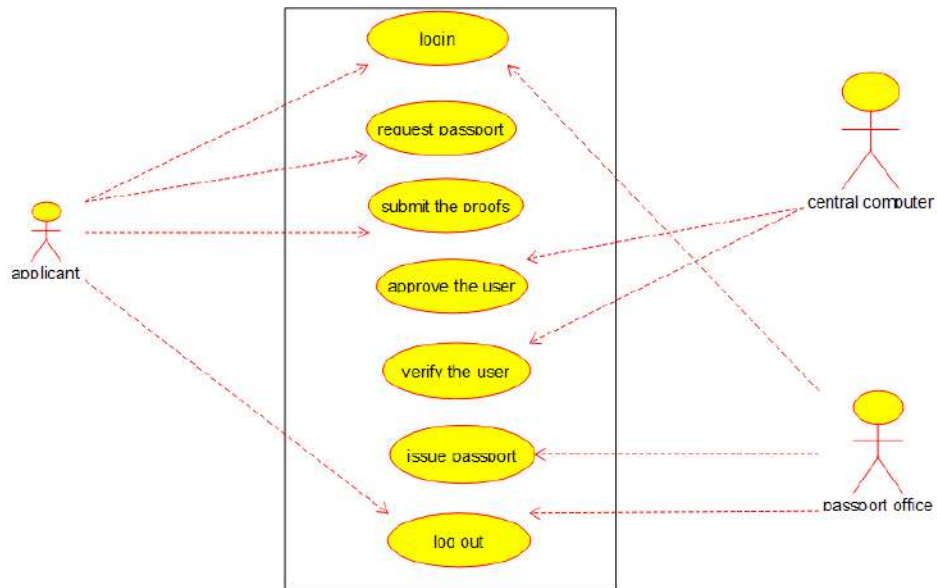 login
request passport
submit the proofs
central computer
applicant
approve the user
verify the user
issue passport
passport office
log out